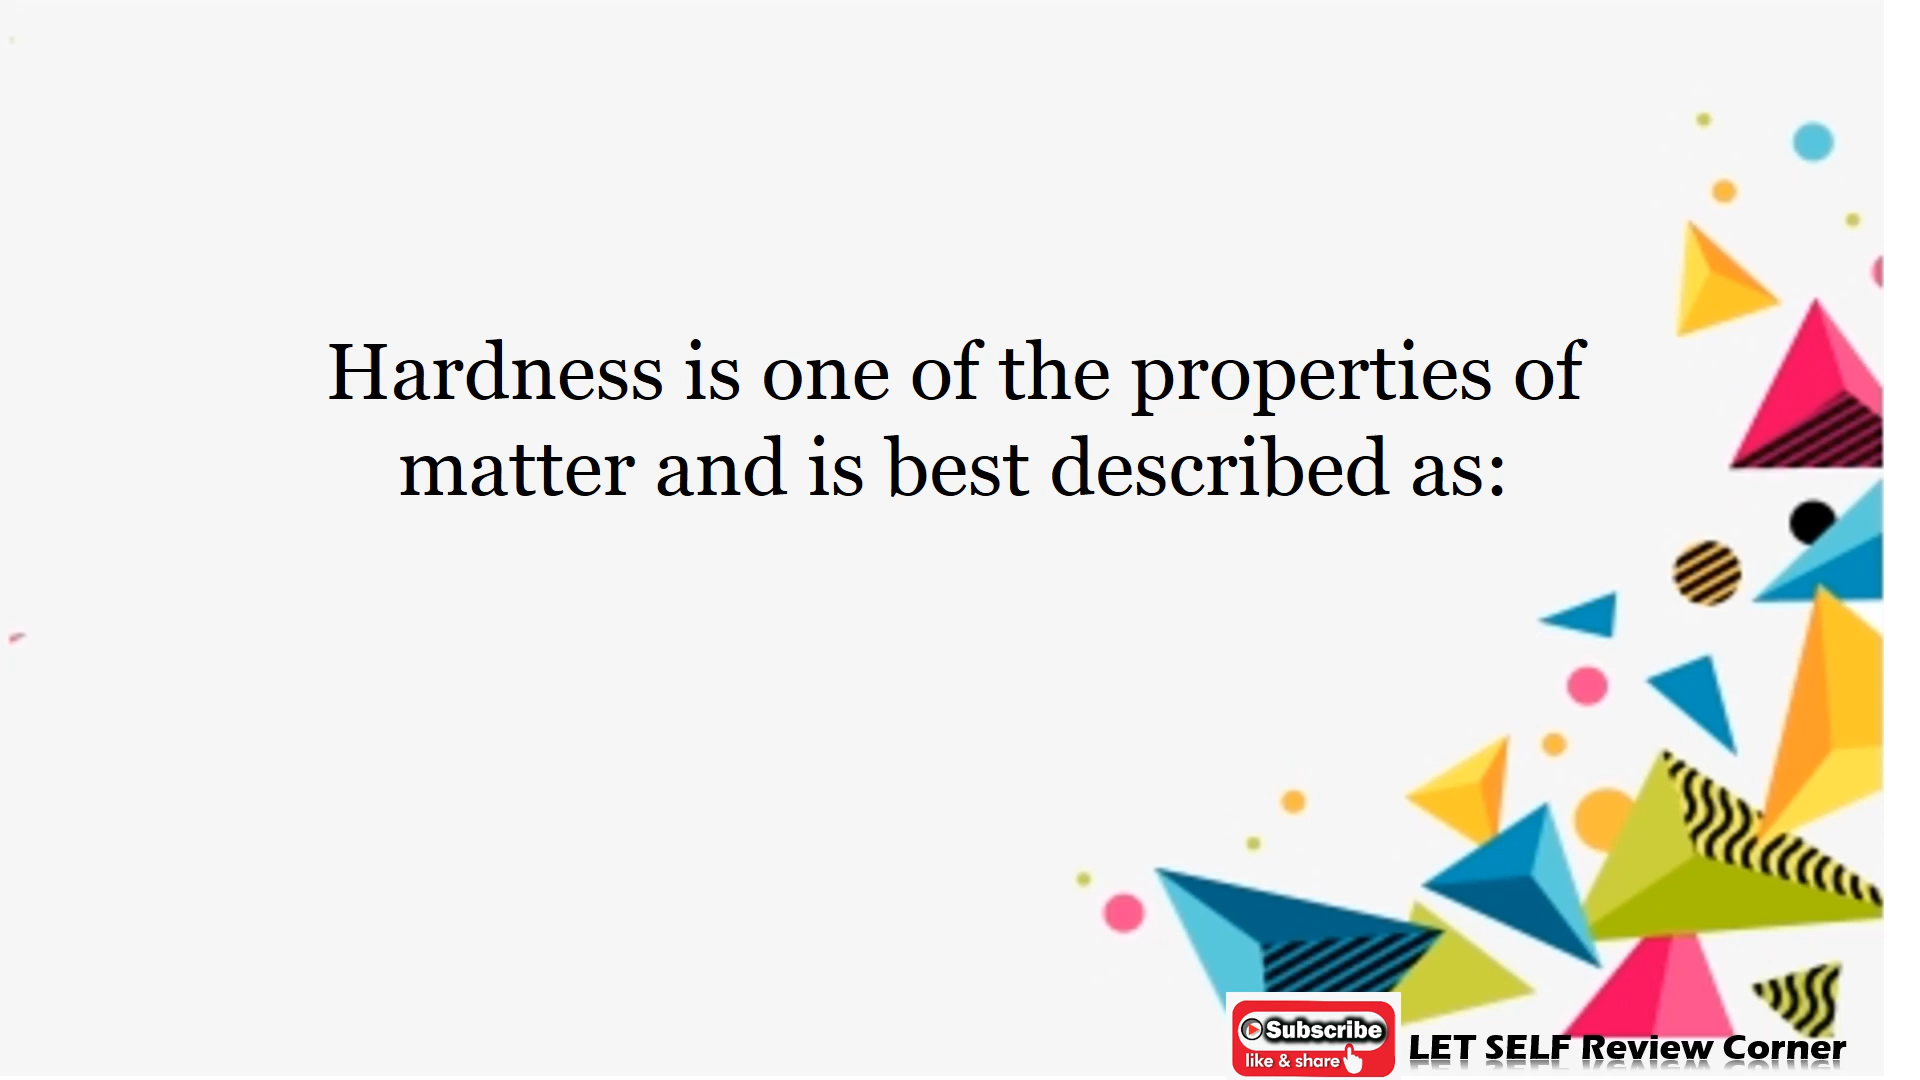 Hardness is one of the properties of
matter and is best described as:
Subscribe
like & share
LET SELF Review Corner